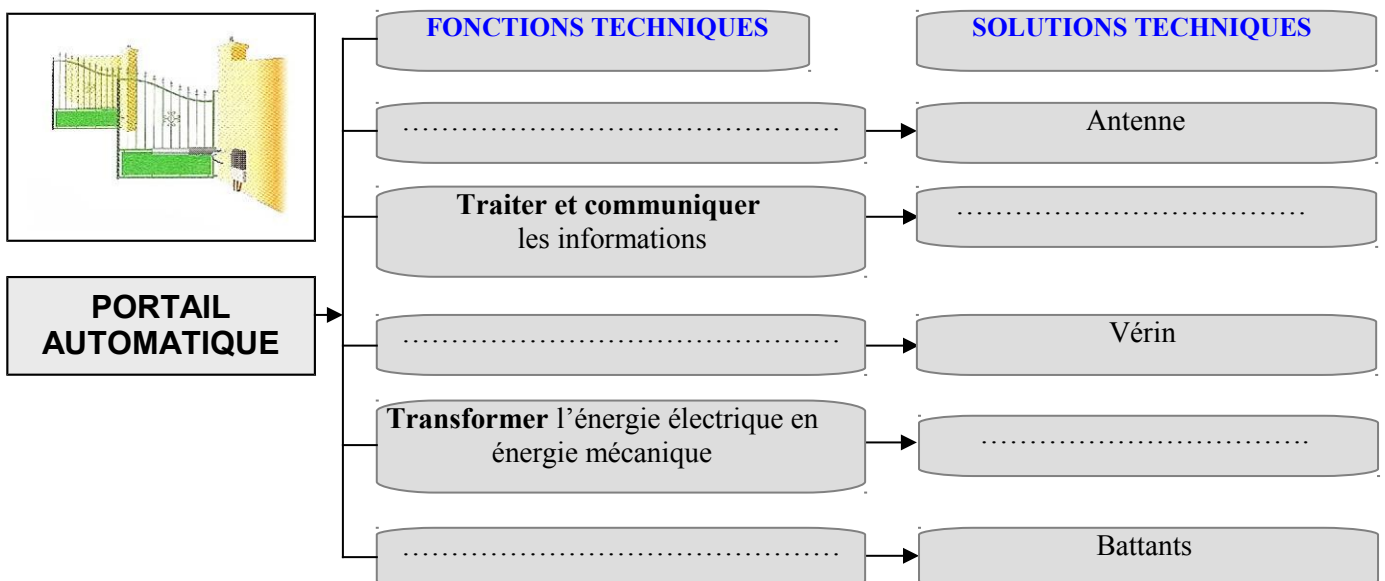 FONCTIONS TECHNIQUES
SOLUTIONS TECHNIQUES
………………………………………
Antenne
Traiter et communiquer
les informations
………………………………
PORTAIL
AUTOMATIQUE
………………………………………
Vérin
Transformer l’énergie électrique en
énergie mécanique
…………………………….
………………………………………
Battants